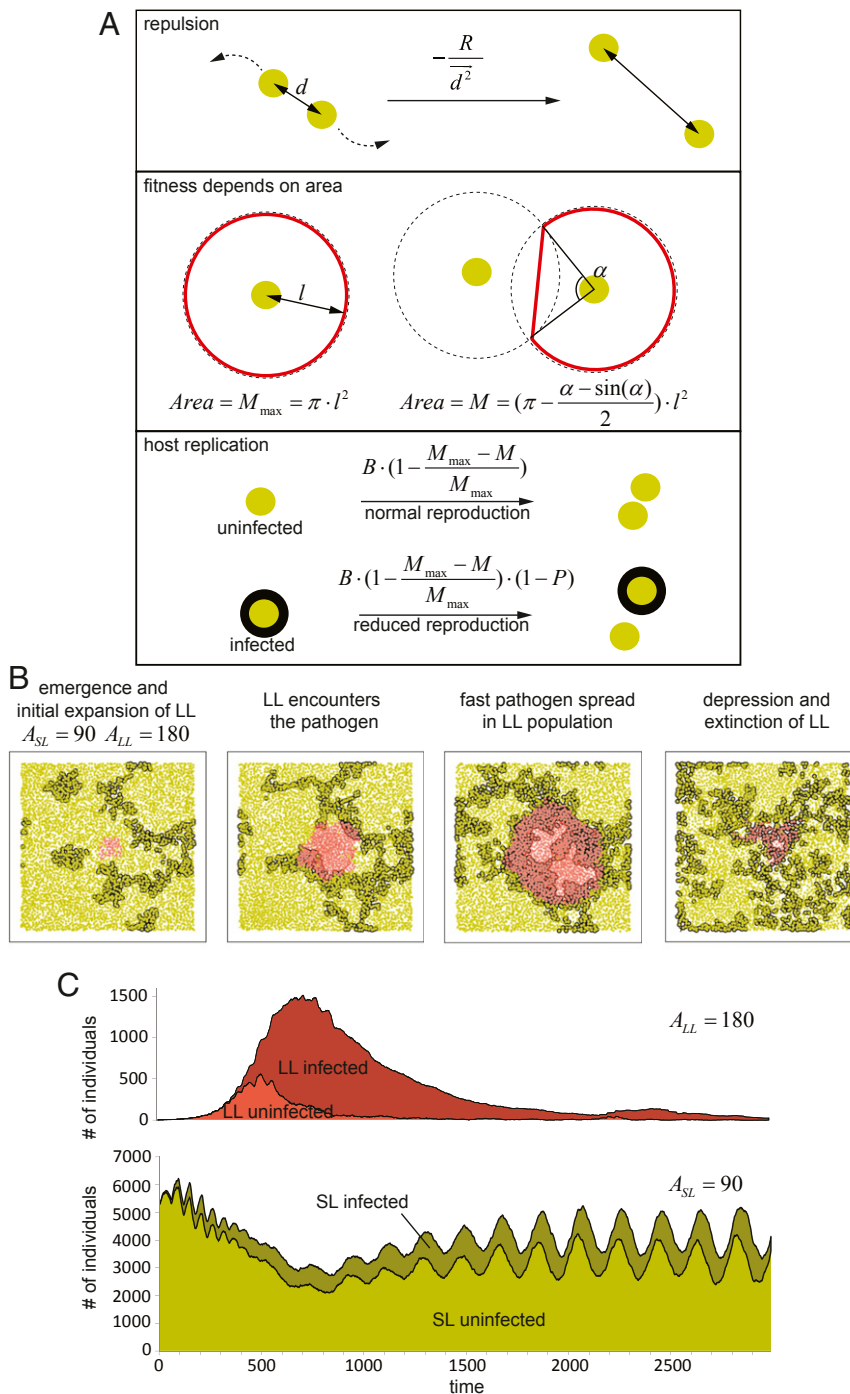 A
repulsion
d
−R/d²
fitness depends on area
l
α
Area = M_max = π · l²
Area = M = (π − (α − sin(α))/2) · l²
host replication
uninfected
B · (1 − (M_max − M)/M_max)
normal reproduction
infected
B · (1 − (M_max − M)/M_max) · (1 − P)
reduced reproduction
B
emergence and
initial expansion of LL
A_SL = 90 A_LL = 180
LL encounters
the pathogen
fast pathogen spread
in LL population
depression and
extinction of LL
C
# of individuals
1500
1000
500
0
A_LL = 180
LL infected
LL uninfected
# of individuals
7000
6000
5000
4000
3000
2000
1000
0
A_SL = 90
SL infected
SL uninfected
0 500 1000 1500 2000 2500
time